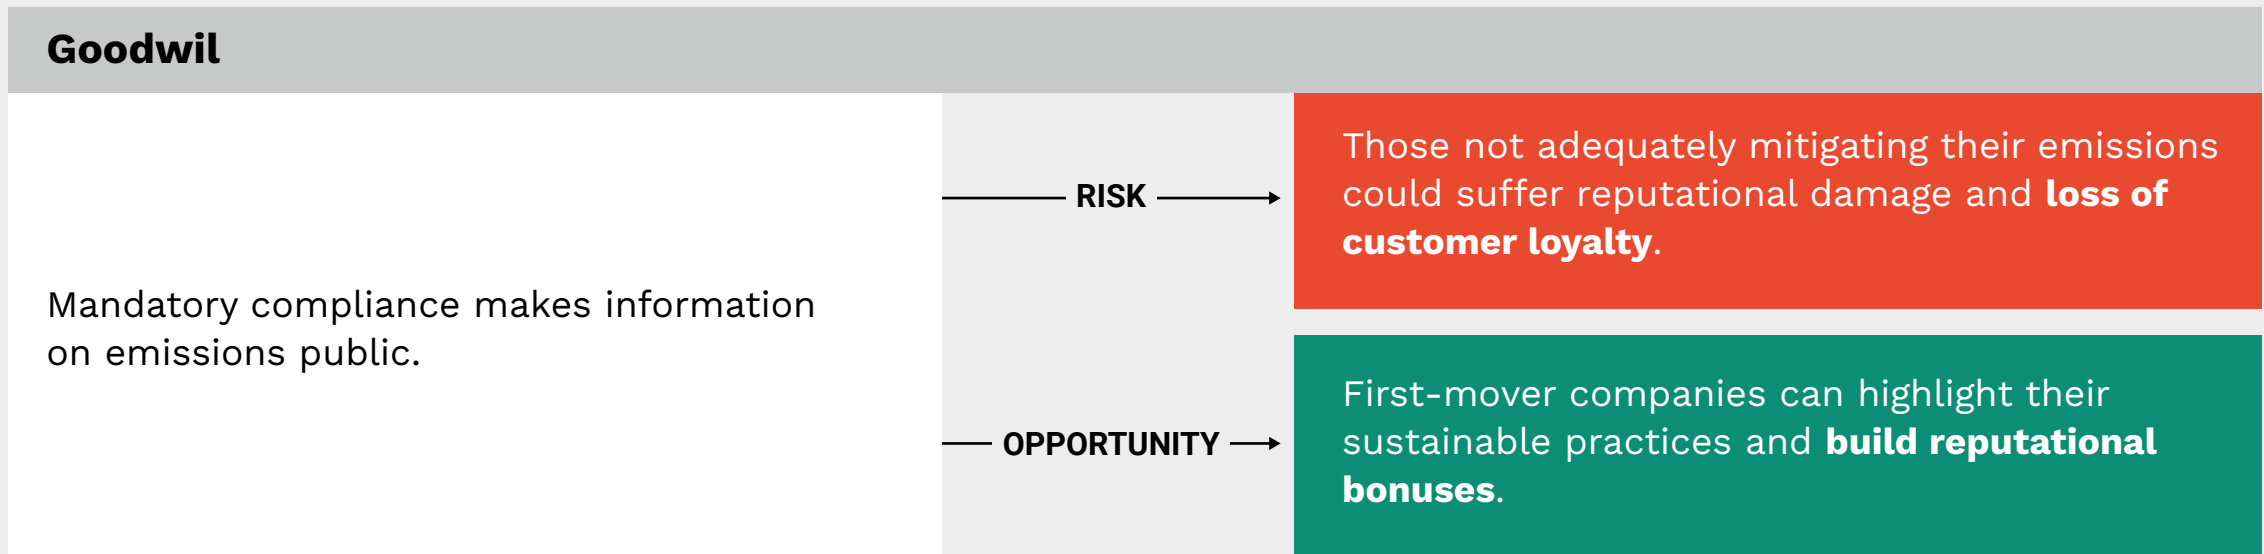 Goodwil
Mandatory compliance makes information
on emissions public.
RISK
Those not adequately mitigating their emissions
could suffer reputational damage and loss of
customer loyalty.
OPPORTUNITY
First-mover companies can highlight their
sustainable practices and build reputational
bonuses.